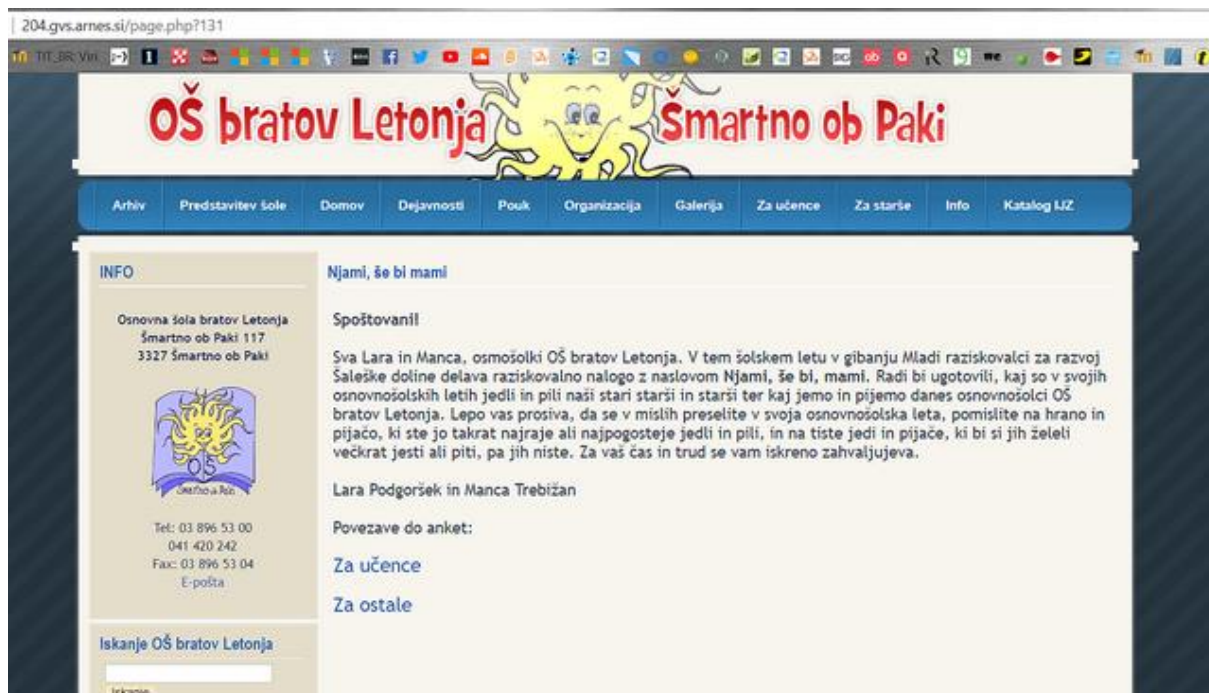 204.gvs.arnes.si/page.php?131
OŠ bratov Letonja Šmartno ob Paki
Arhiv Predstavitev šole Domov Dejavnosti Pouk Organizacija Galerija Za učence Za starše Info Katalog IJZ
INFO
Osnovna šola bratov Letonja
Šmartno ob Paki 117
3327 Šmartno ob Paki
OŠ
Šmartno ob Paki
Tel: 03 896 53 00
041 420 242
Fax: 03 896 53 04
E-pošta
Iskanje OŠ bratov Letonja
Iskanje
Njami, še bi mami
Spoštovani!
Sva Lara in Manca, osmošolki OŠ bratov Letonja. V tem šolskem letu v gibanju Mladi raziskovalci za razvoj
Šaleške doline delava raziskovalno nalogo z naslovom Njami, še bi, mami. Radi bi ugotovili, kaj so v svojih
osnovnošolskih letih jedli in pili naši stari starši in starši ter kaj jemo in pijemo danes osnovnošolci OŠ
bratov Letonja. Lepo vas prosiva, da se v mislih preselite v svoja osnovnošolska leta, pomislite na hrano in
pijačo, ki ste jo takrat najraje ali najpogosteje jedli in pili, in na tiste jedi in pijače, ki bi si jih želeli
večkrat jesti ali piti, pa jih niste. Za vaš čas in trud se vam iskreno zahvaljujeva.
Lara Podgoršek in Manca Trebižan
Povezave do anket:
Za učence
Za ostale